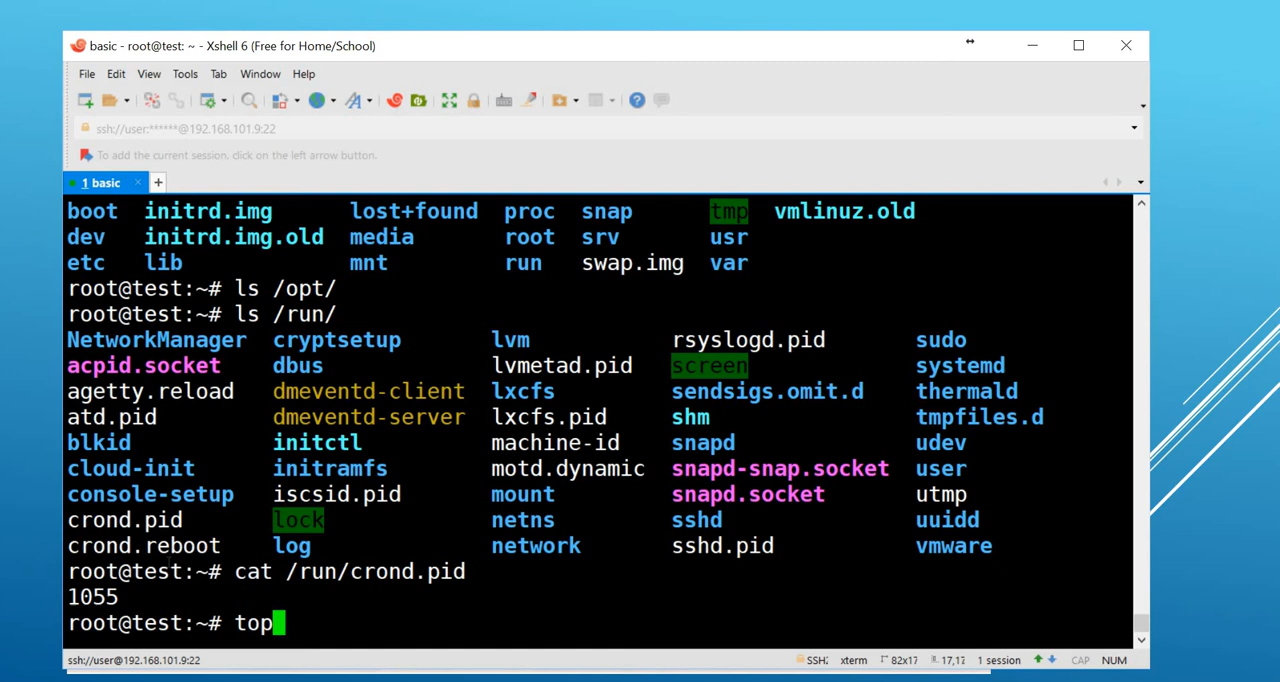 basic - root@test: ~ - Xshell 6 (Free for Home/School)
File Edit View Tools Tab Window Help
ssh://user:******@192.168.101.9:22
To add the current session, click on the left arrow button.
1 basic × +
boot initrd.img lost+found proc snap tmp vmlinuz.old
dev initrd.img.old media root srv usr
etc lib mnt run swap.img var
root@test:~# ls /opt/
root@test:~# ls /run/
NetworkManager cryptsetup lvm rsyslogd.pid sudo
acpid.socket dbus lvmetad.pid screen systemd
agetty.reload dmeventd-client lxcfs sendsigs.omit.d thermald
atd.pid dmeventd-server lxcfs.pid shm tmpfiles.d
blkid initctl machine-id snapd udev
cloud-init initramfs motd.dynamic snapd-snap.socket user
console-setup iscsid.pid mount snapd.socket utmp
crond.pid lock netns sshd uuidd
crond.reboot log network sshd.pid vmware
root@test:~# cat /run/crond.pid
1055
root@test:~# top
ssh://user@192.168.101.9:22 SSH2 xterm 82x17 17,17 1 session CAP NUM